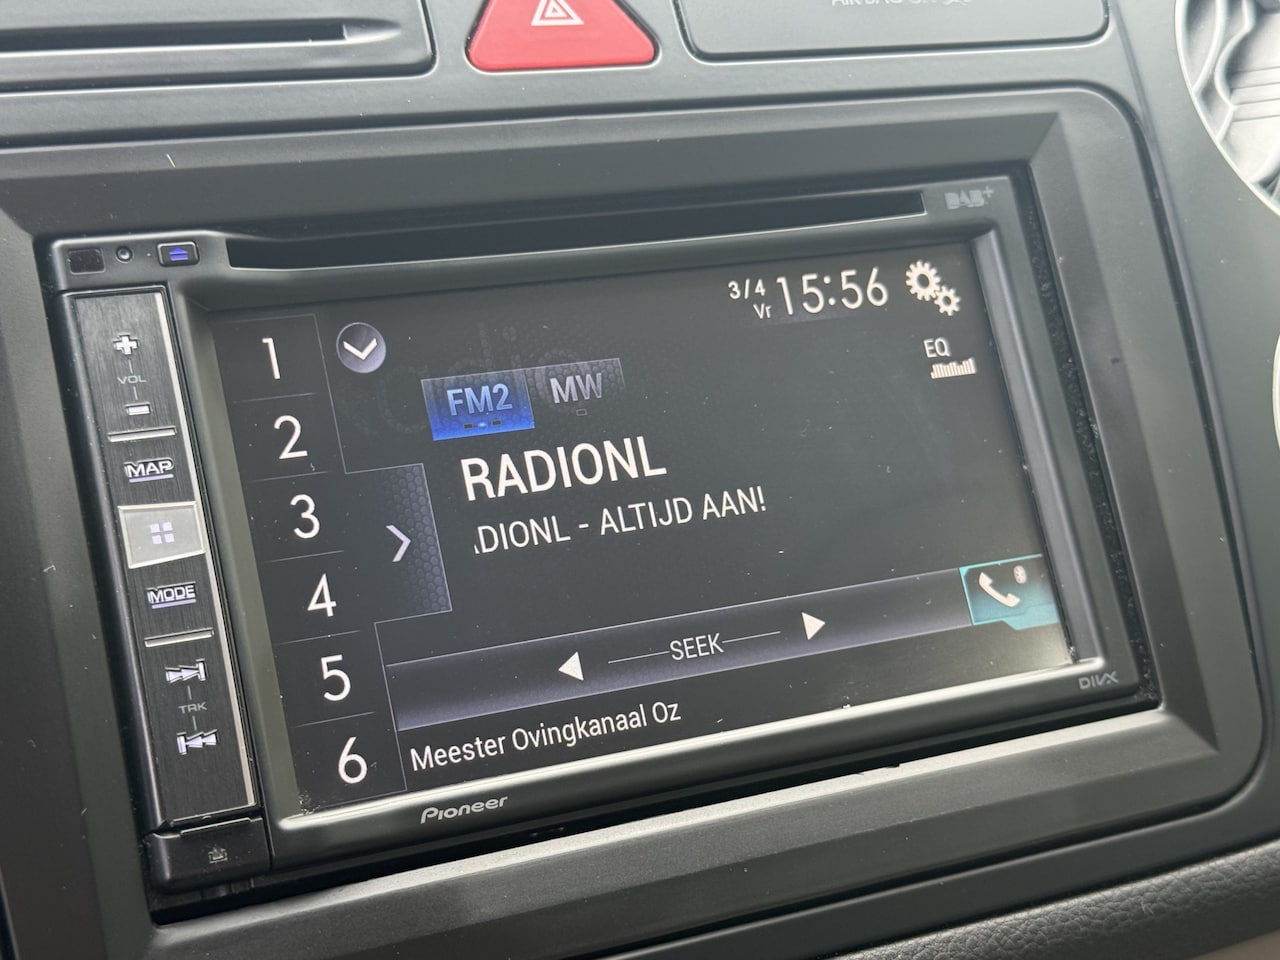 DAB+
3/4
Vr
15:56
EQ
1
2
3
4
5
6
VOL
MAP
MODE
TRK
FM2
MW
RADIONL
DIONL - ALTIJD AAN!
SEEK
Meester Ovingkanaal Oz
DIVX
Pioneer